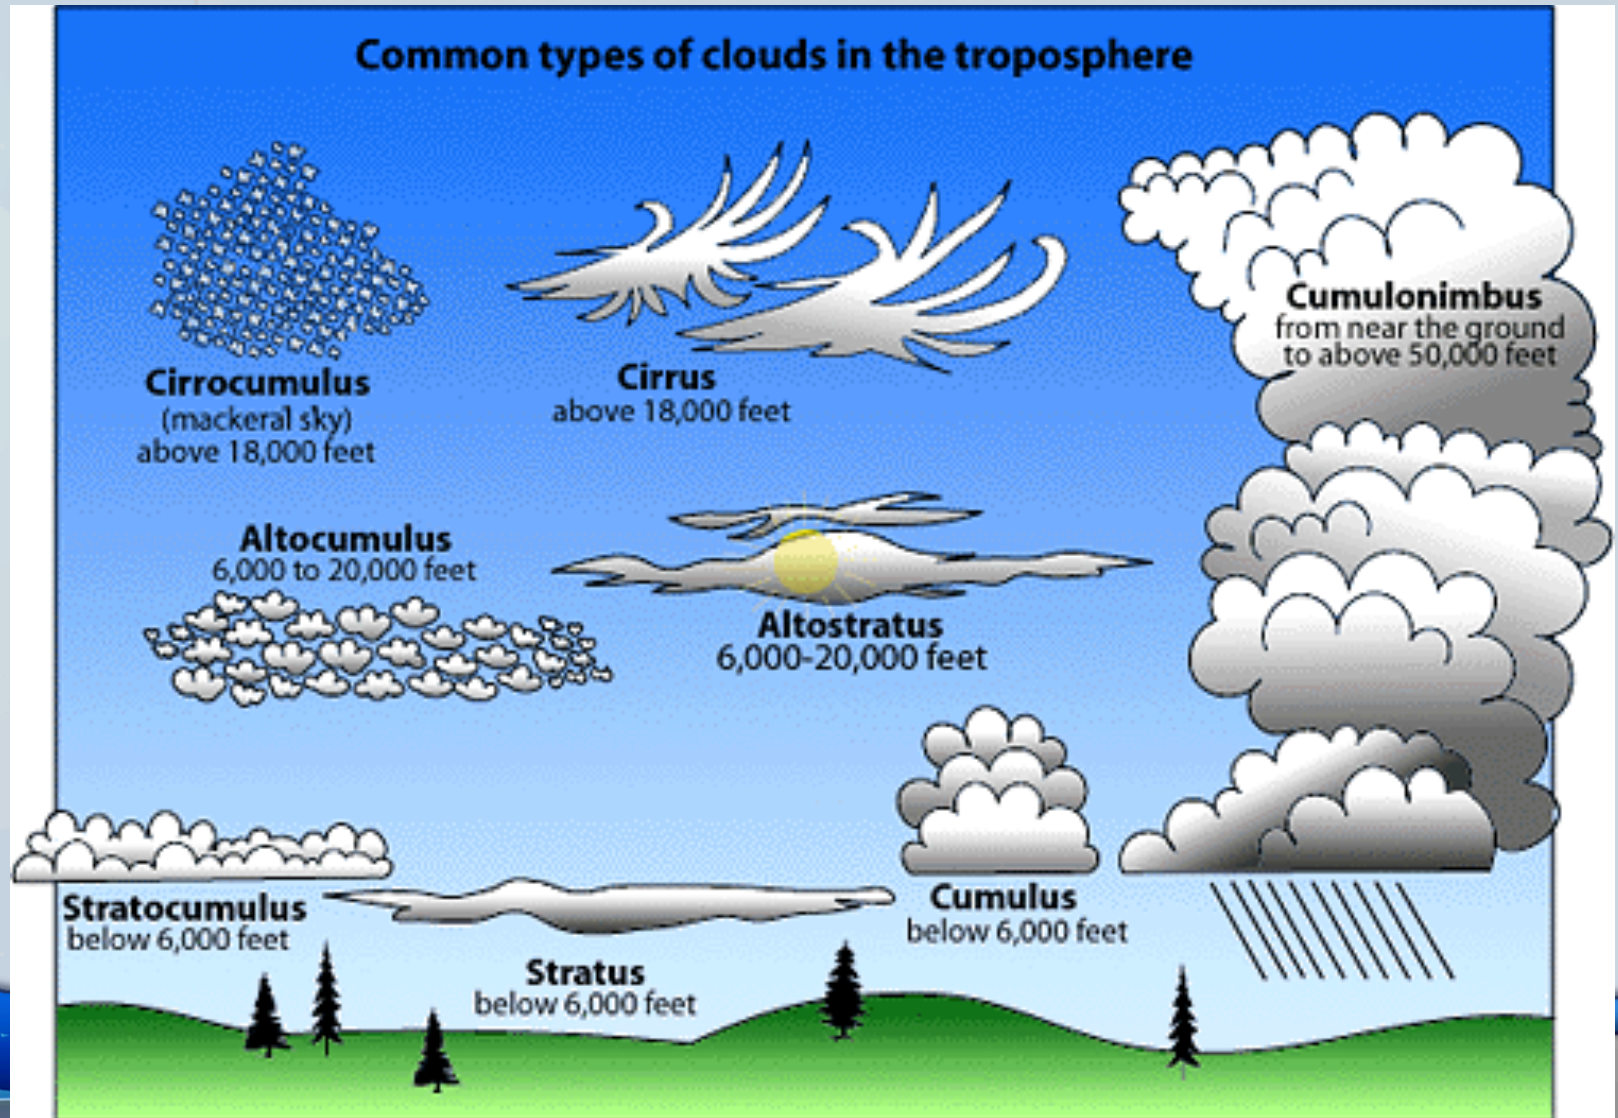 Common types of clouds in the troposphere
Cirrocumulus
(mackeral sky)
above 18,000 feet
Cirrus
above 18,000 feet
Cumulonimbus
from near the ground
to above 50,000 feet
Altocumulus
6,000 to 20,000 feet
Altostratus
6,000-20,000 feet
Stratocumulus
below 6,000 feet
Stratus
below 6,000 feet
Cumulus
below 6,000 feet